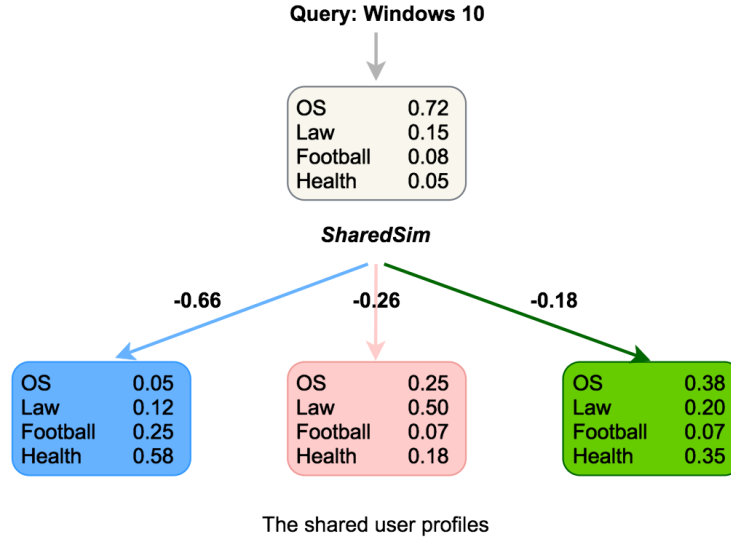 Query: Windows 10
OS 0.72
Law 0.15
Football 0.08
Health 0.05
SharedSim
-0.66 -0.26 -0.18
OS 0.05
Law 0.12
Football 0.25
Health 0.58
OS 0.25
Law 0.50
Football 0.07
Health 0.18
OS 0.38
Law 0.20
Football 0.07
Health 0.35
The shared user profiles